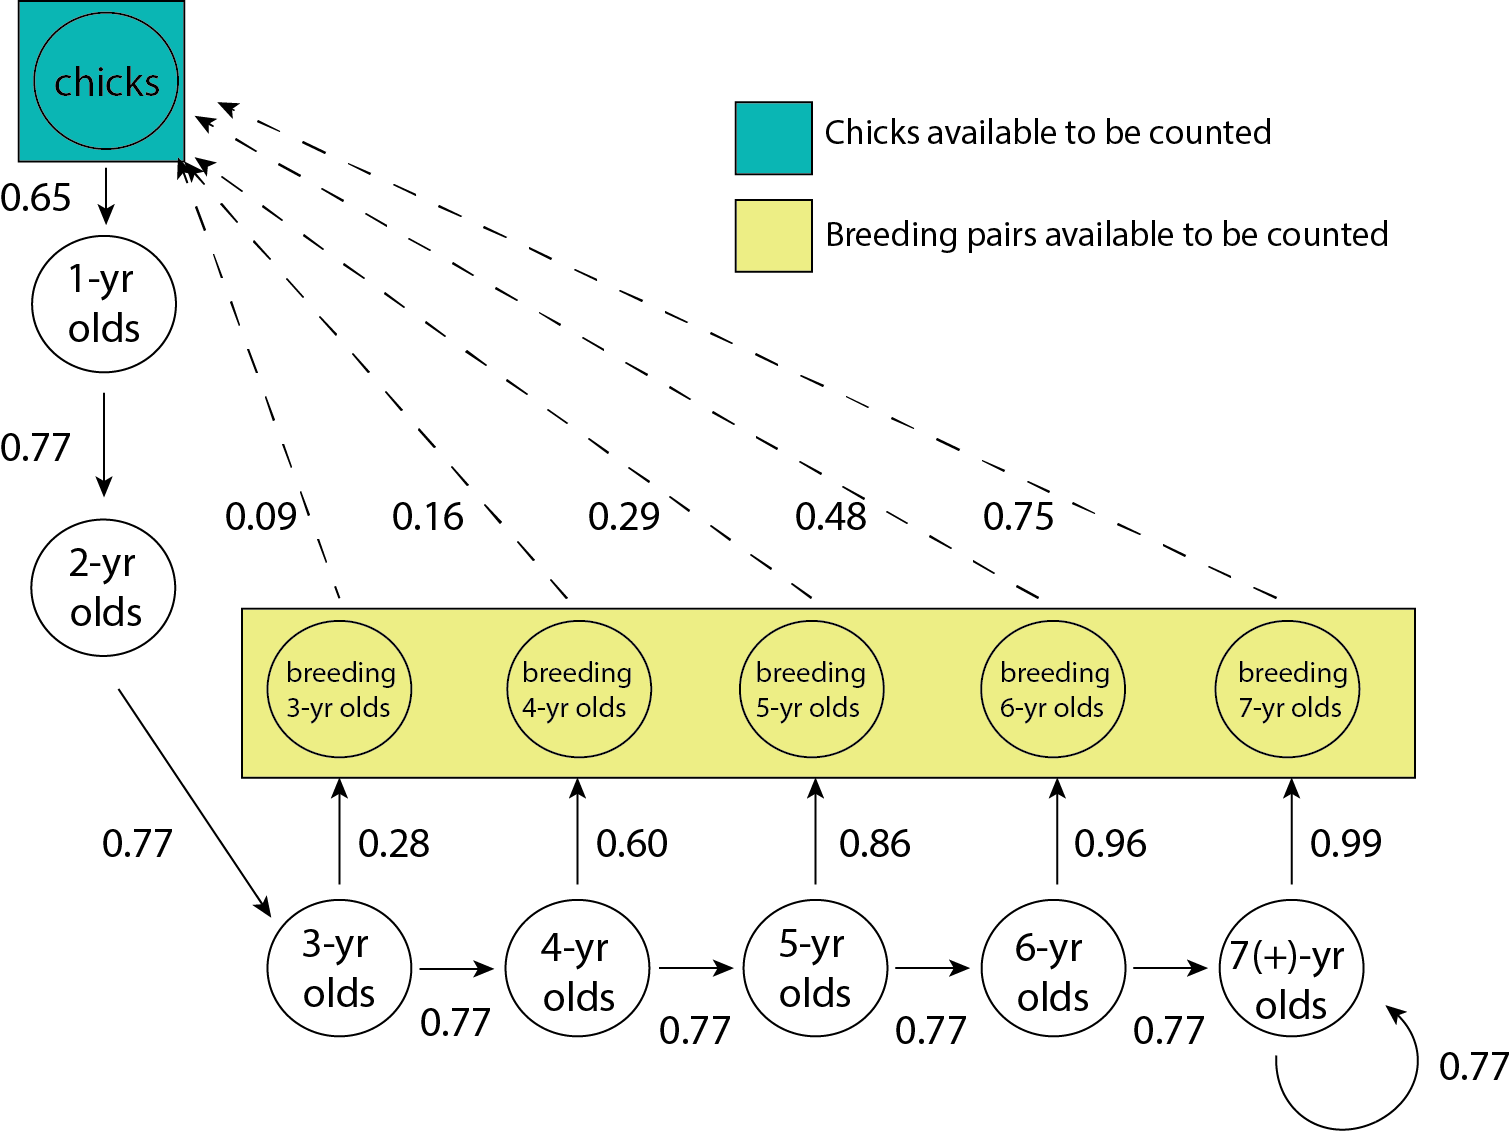 chicks
Chicks available to be counted
0.65
Breeding pairs available to be counted
1-yr
olds
0.77
0.09
0.16
0.29
0.48
0.75
2-yr
olds
breeding
3-yr olds
breeding
4-yr olds
breeding
5-yr olds
breeding
6-yr olds
breeding
7-yr olds
0.77
0.28
0.60
0.86
0.96
0.99
3-yr
olds
4-yr
olds
5-yr
olds
6-yr
olds
7(+)-yr
olds
0.77
0.77
0.77
0.77
0.77